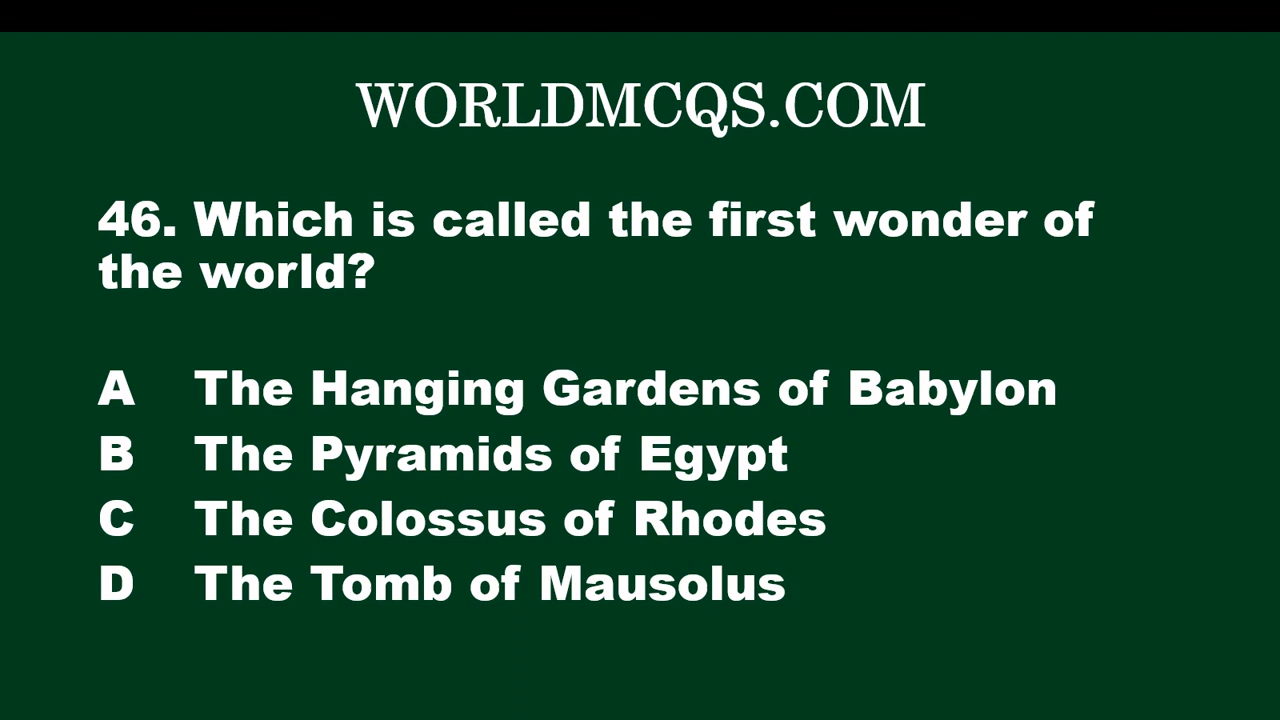 WORLDMCQS.COM
46. Which is called the first wonder of
the world?
A The Hanging Gardens of Babylon
B The Pyramids of Egypt
C The Colossus of Rhodes
D The Tomb of Mausolus